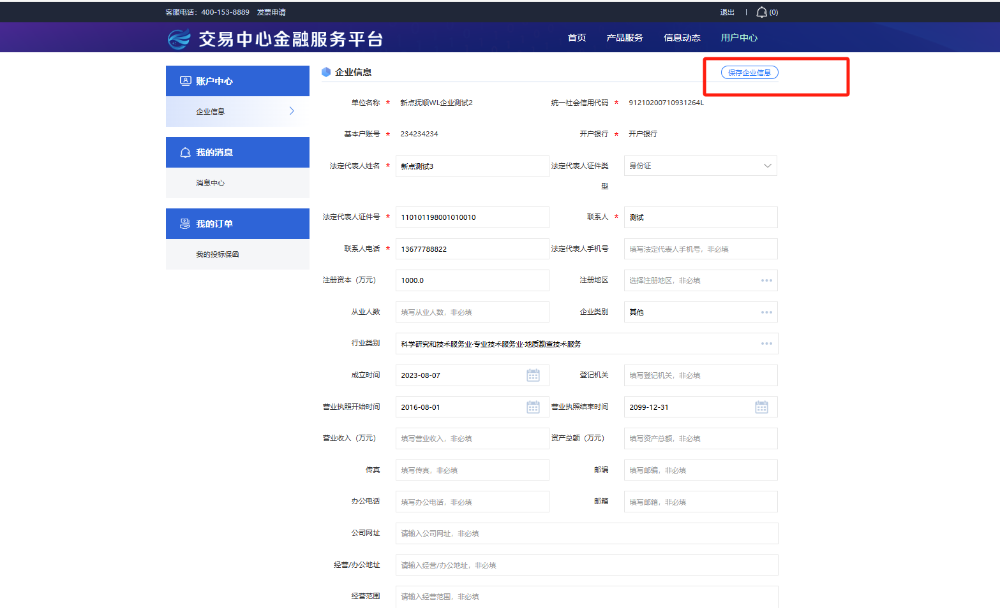 客服电话：400-153-8889 发票申请 退出 | (0)
交易中心金融服务平台 首页 产品服务 信息动态 用户中心
账户中心
企业信息
我的消息
消息中心
我的订单
我的投标保函
企业信息 保存企业信息
单位名称 * 新点抚顺WL企业测试2 统一社会信用代码 * 91210200710931264L
基本户账号 * 234234234 开户银行 * 开户银行
法定代表人姓名 * 新点测试3 法定代表人证件类型 身份证
法定代表人证件号 * 110101198001010010 联系人 * 测试
联系人电话 * 13677788822 法定代表人手机号 填写法定代表人手机号，非必填
注册资本（万元） 1000.0 注册地区 选择注册地区，非必填
从业人数 填写从业人数，非必填 企业类别 其他
行业类别 科学研究和技术服务业·专业技术服务业·地质勘查技术服务
成立时间 2023-08-07 登记机关 填写登记机关，非必填
营业执照开始时间 2016-08-01 营业执照结束时间 2099-12-31
营业收入（万元） 填写营业收入，非必填 资产总额（万元） 填写资产总额，非必填
传真 填写传真，非必填 邮编 填写邮编，非必填
办公电话 填写办公电话，非必填 邮箱 填写邮箱，非必填
公司网址 请输入公司网址，非必填
经营/办公地址 请输入经营/办公地址，非必填
经营范围 请输入经营范围，非必填